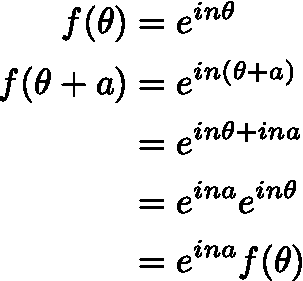 f(θ) = e^{inθ}
f(θ + a) = e^{in(θ+a)}
= e^{inθ+ina}
= e^{ina}e^{inθ}
= e^{ina}f(θ)